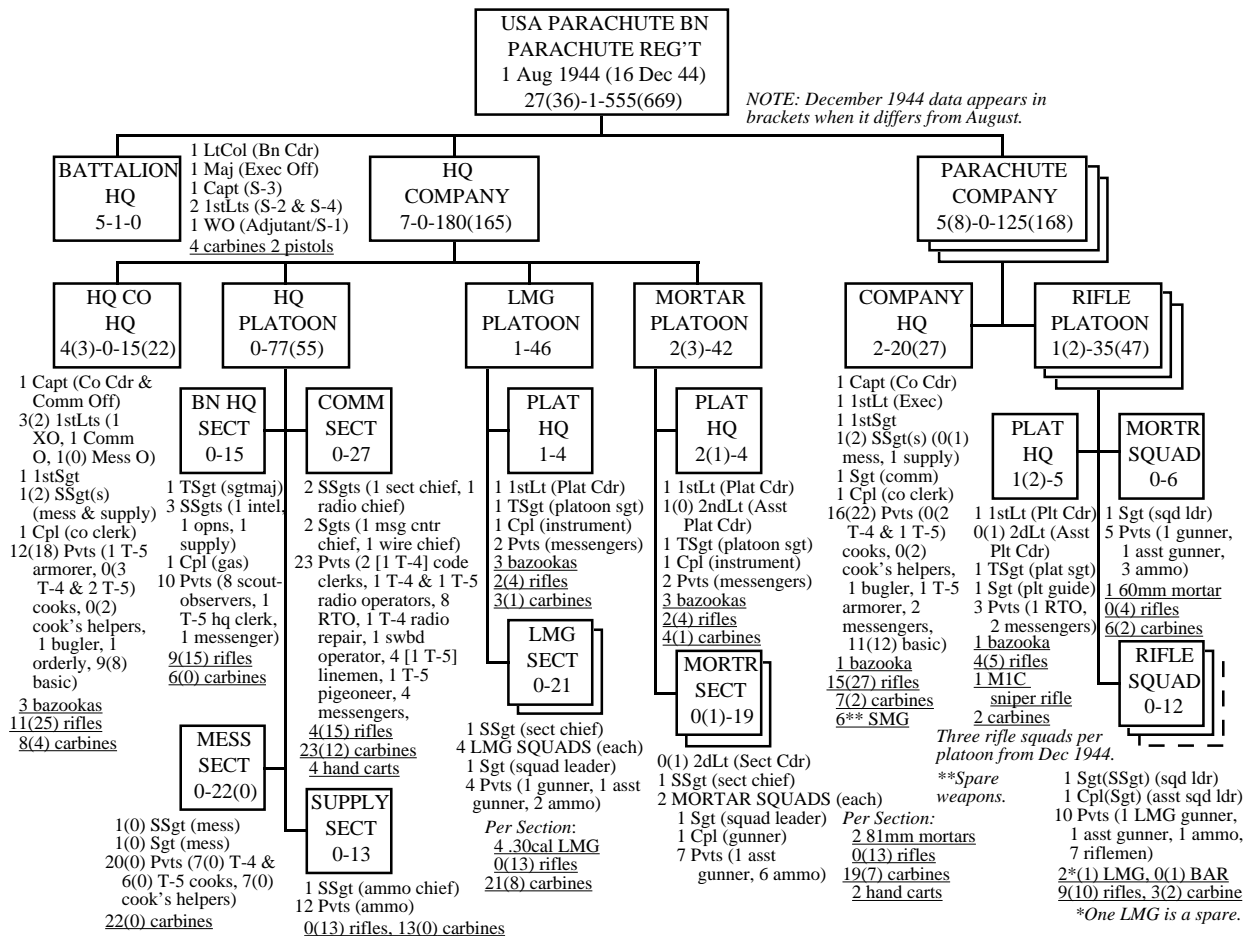 USA PARACHUTE BN
PARACHUTE REG'T
1 Aug 1944 (16 Dec 44)
27(36)-1-555(669)
NOTE: December 1944 data appears in
brackets when it differs from August.
BATTALION
HQ
5-1-0
1 LtCol (Bn Cdr)
1 Maj (Exec Off)
1 Capt (S-3)
2 1stLts (S-2 & S-4)
1 WO (Adjutant/S-1)
4 carbines 2 pistols
HQ
COMPANY
7-0-180(165)
PARACHUTE
COMPANY
5(8)-0-125(168)
HQ CO
HQ
4(3)-0-15(22)
1 Capt (Co Cdr &
Comm Off)
3(2) 1stLts (1
XO, 1 Comm
O, 1(0) Mess O)
1 1stSgt
1(2) SSgt(s)
(mess & supply)
1 Cpl (co clerk)
12(18) Pvts (1 T-5
armorer, 0(3
T-4 & 2 T-5)
cooks, 0(2)
cook's helpers,
1 bugler, 1
orderly, 9(8)
basic)
3 bazookas
11(25) rifles
8(4) carbines
HQ
PLATOON
0-77(55)
BN HQ
SECT
0-15
1 TSgt (sgtmaj)
3 SSgts (1 intel,
1 opns, 1
supply)
1 Cpl (gas)
10 Pvts (8 scout-
observers, 1
T-5 hq clerk,
1 messenger)
9(15) rifles
6(0) carbines
COMM
SECT
0-27
2 SSgts (1 sect chief, 1
radio chief)
2 Sgts (1 msg cntr
chief, 1 wire chief)
23 Pvts (2 [1 T-4] code
clerks, 1 T-4 & 1 T-5
radio operators, 8
RTO, 1 T-4 radio
repair, 1 swbd
operator, 4 [1 T-5]
linemen, 1 T-5
pigeoneer, 4
messengers,
4(15) rifles
23(12) carbines
4 hand carts
MESS
SECT
0-22(0)
1(0) SSgt (mess)
1(0) Sgt (mess)
20(0) Pvts (7(0) T-4 &
6(0) T-5 cooks, 7(0)
cook's helpers)
22(0) carbines
SUPPLY
SECT
0-13
1 SSgt (ammo chief)
12 Pvts (ammo)
0(13) rifles, 13(0) carbines
LMG
PLATOON
1-46
PLAT
HQ
1-4
1 1stLt (Plat Cdr)
1 TSgt (platoon sgt)
1 Cpl (instrument)
2 Pvts (messengers)
3 bazookas
2(4) rifles
3(1) carbines
LMG
SECT
0-21
1 SSgt (sect chief)
4 LMG SQUADS (each)
1 Sgt (squad leader)
4 Pvts (1 gunner, 1 asst
gunner, 2 ammo)
Per Section:
4 .30cal LMG
0(13) rifles
21(8) carbines
MORTAR
PLATOON
2(3)-42
PLAT
HQ
2(1)-4
1 1stLt (Plat Cdr)
1(0) 2ndLt (Asst
Plat Cdr)
1 TSgt (platoon sgt)
1 Cpl (instrument)
2 Pvts (messengers)
3 bazookas
2(4) rifles
4(1) carbines
MORTR
SECT
0(1)-19
0(1) 2dLt (Sect Cdr)
1 SSgt (sect chief)
2 MORTAR SQUADS (each)
1 Sgt (squad leader)
1 Cpl (gunner)
7 Pvts (1 asst
gunner, 6 ammo)
Per Section:
2 81mm mortars
0(13) rifles
19(7) carbines
2 hand carts
COMPANY
HQ
2-20(27)
1 Capt (Co Cdr)
1 1stLt (Exec)
1 1stSgt
1(2) SSgt(s) (0(1)
mess, 1 supply)
1 Sgt (comm)
1 Cpl (co clerk)
16(22) Pvts (0(2
T-4 & 1 T-5)
cooks, 0(2)
cook's helpers,
1 bugler, 1 T-5
armorer, 2
messengers,
11(12) basic)
1 bazooka
15(27) rifles
7(2) carbines
6** SMG
RIFLE
PLATOON
1(2)-35(47)
PLAT
HQ
1(2)-5
1 1stLt (Plt Cdr)
0(1) 2dLt (Asst
Plt Cdr)
1 TSgt (plat sgt)
1 Sgt (plt guide)
3 Pvts (1 RTO,
2 messengers)
1 bazooka
4(5) rifles
1 M1C
sniper rifle
2 carbines
MORTR
SQUAD
0-6
1 Sgt (sqd ldr)
5 Pvts (1 gunner,
1 asst gunner,
3 ammo)
1 60mm mortar
0(4) rifles
6(2) carbines
RIFLE
SQUAD
0-12
Three rifle squads per
platoon from Dec 1944.
**Spare
weapons.
1 Sgt(SSgt) (sqd ldr)
1 Cpl(Sgt) (asst sqd ldr)
10 Pvts (1 LMG gunner,
1 asst gunner, 1 ammo,
7 riflemen)
2*(1) LMG, 0(1) BAR
9(10) rifles, 3(2) carbine
*One LMG is a spare.